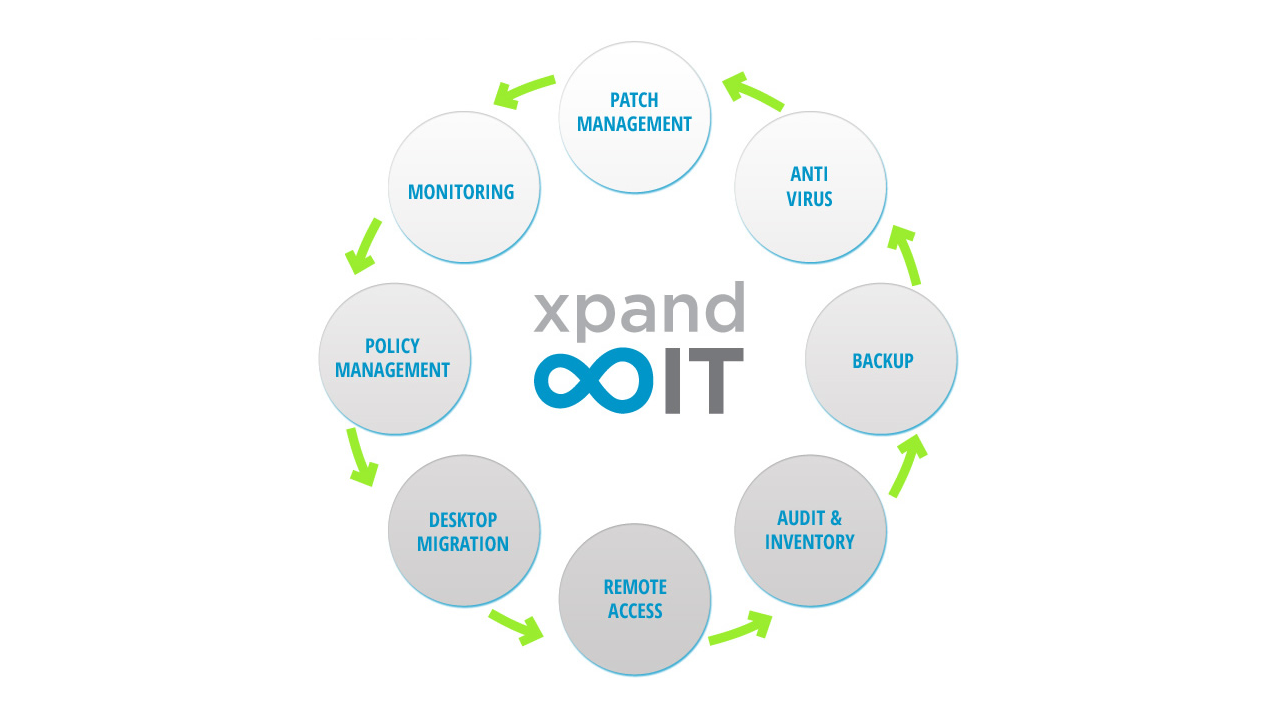 PATCH
MANAGEMENT
ANTI
VIRUS
MONITORING
xpand
IT
POLICY
MANAGEMENT
BACKUP
DESKTOP
MIGRATION
AUDIT &
INVENTORY
REMOTE
ACCESS